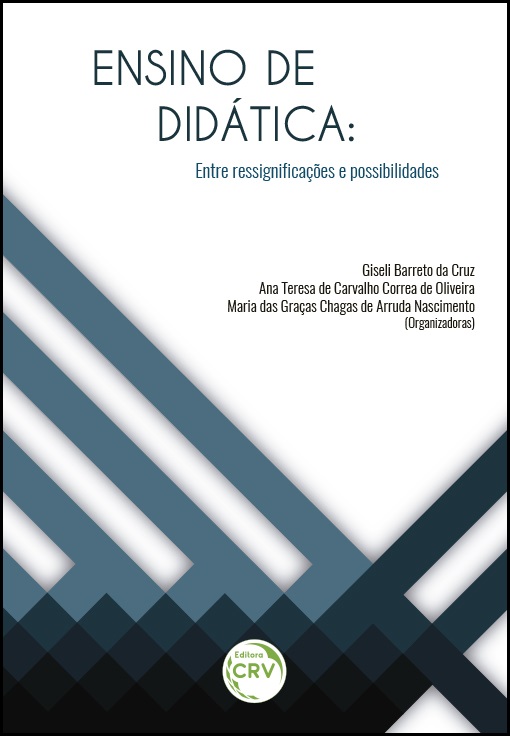 ENSINO DE
DIDÁTICA:
Entre ressignificações e possibilidades
Giseli Barreto da Cruz
Ana Teresa de Carvalho Correa de Oliveira
Maria das Graças Chagas de Arruda Nascimento
(Organizadoras)
Editora
CRV